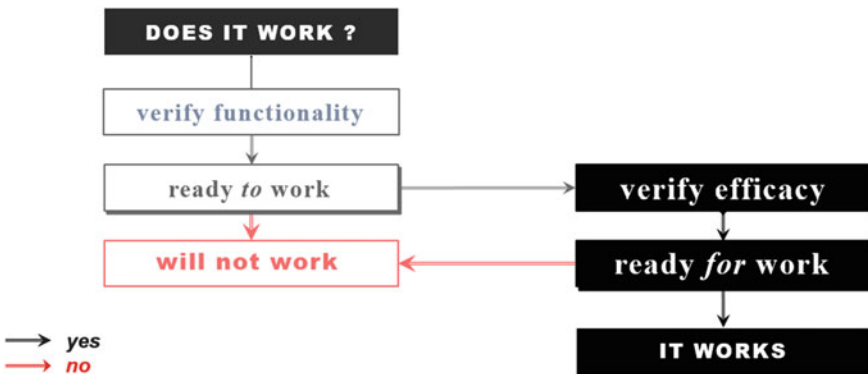 DOES IT WORK ?
verify functionality
ready to work
verify efficacy
will not work
ready for work
IT WORKS
yes
no